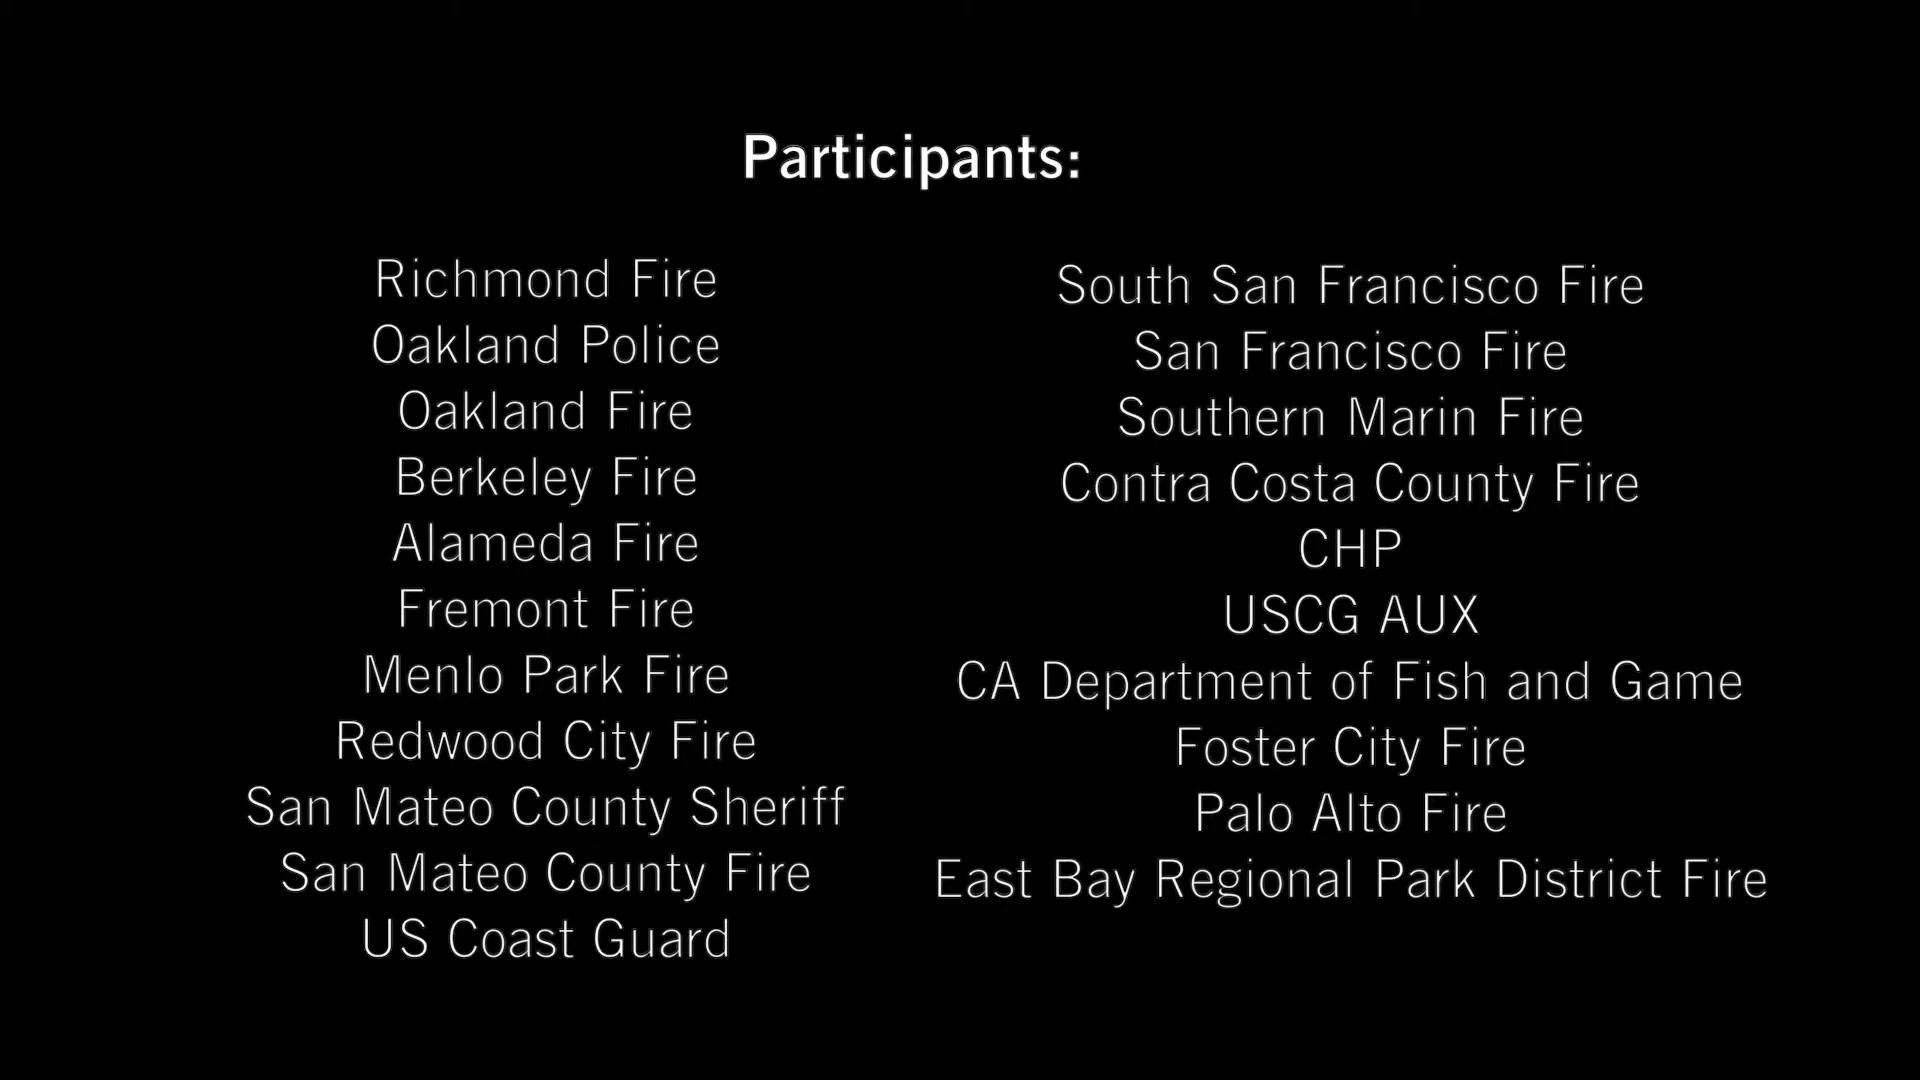 Participants:
Richmond Fire
Oakland Police
Oakland Fire
Berkeley Fire
Alameda Fire
Fremont Fire
Menlo Park Fire
Redwood City Fire
San Mateo County Sheriff
San Mateo County Fire
US Coast Guard
South San Francisco Fire
San Francisco Fire
Southern Marin Fire
Contra Costa County Fire
CHP
USCG AUX
CA Department of Fish and Game
Foster City Fire
Palo Alto Fire
East Bay Regional Park District Fire